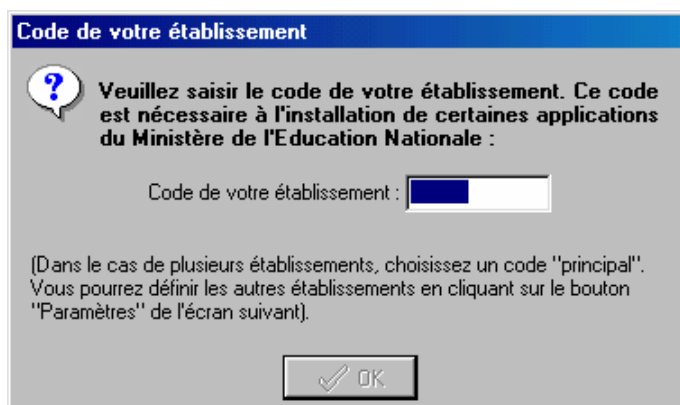 Code de votre établissement
Veuillez saisir le code de votre établissement. Ce code
est nécessaire à l'installation de certaines applications
du Ministère de l'Education Nationale :
Code de votre établissement :
(Dans le cas de plusieurs établissements, choisissez un code "principal".
Vous pourrez définir les autres établissements en cliquant sur le bouton
"Paramètres" de l'écran suivant).
OK